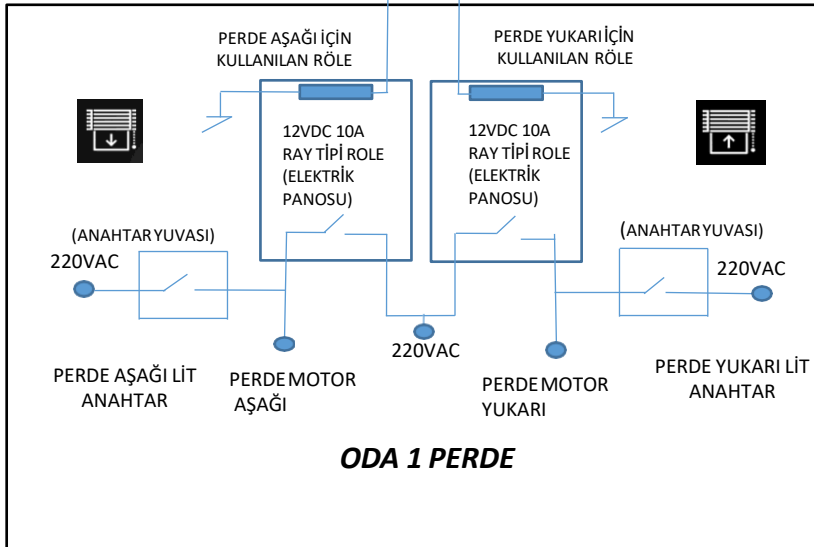 PERDE AŞAĞI İÇİN
KULLANILAN RÖLE
PERDE YUKARI İÇİN
KULLANILAN RÖLE
12VDC 10A
RAY TİPİ ROLE
(ELEKTRİK
PANOSU)
12VDC 10A
RAY TİPİ ROLE
(ELEKTRİK
PANOSU)
(ANAHTAR YUVASI)
220VAC
(ANAHTAR YUVASI)
220VAC
220VAC
PERDE AŞAĞI LİT
ANAHTAR
PERDE MOTOR
AŞAĞI
PERDE MOTOR
YUKARI
PERDE YUKARI LİT
ANAHTAR
ODA 1 PERDE